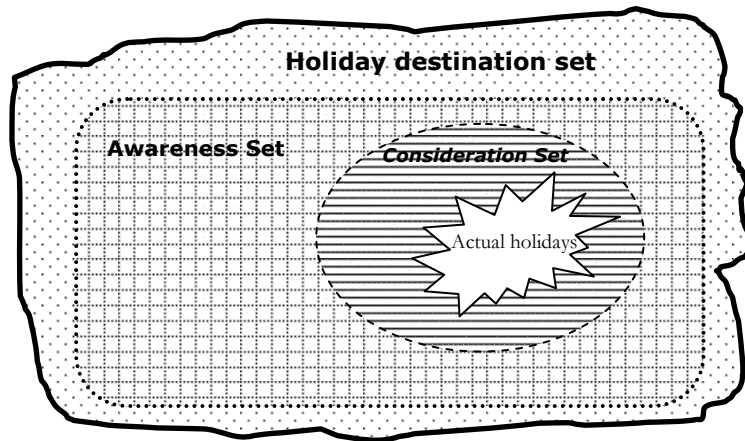 Holiday destination set
Awareness Set
Consideration Set
Actual holidays